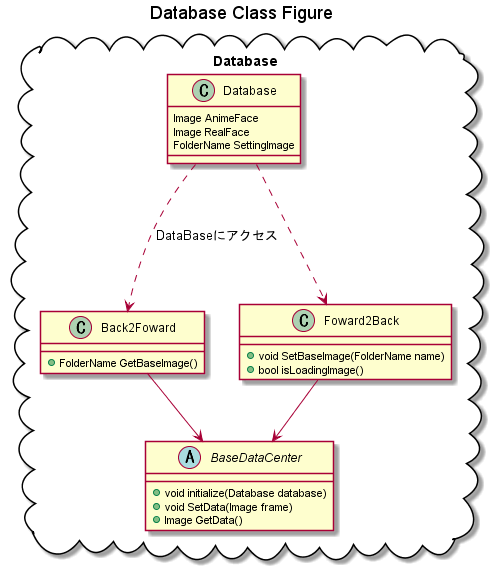 Database Class Figure
Database
C Database
Image AnimeFace
Image RealFace
FolderName SettingImage
DataBaseにアクセス
C Back2Foward
FolderName GetBaseImage()
C Foward2Back
void SetBaseImage(FolderName name)
bool isLoadingImage()
A BaseDataCenter
void initialize(Database database)
void SetData(Image frame)
Image GetData()